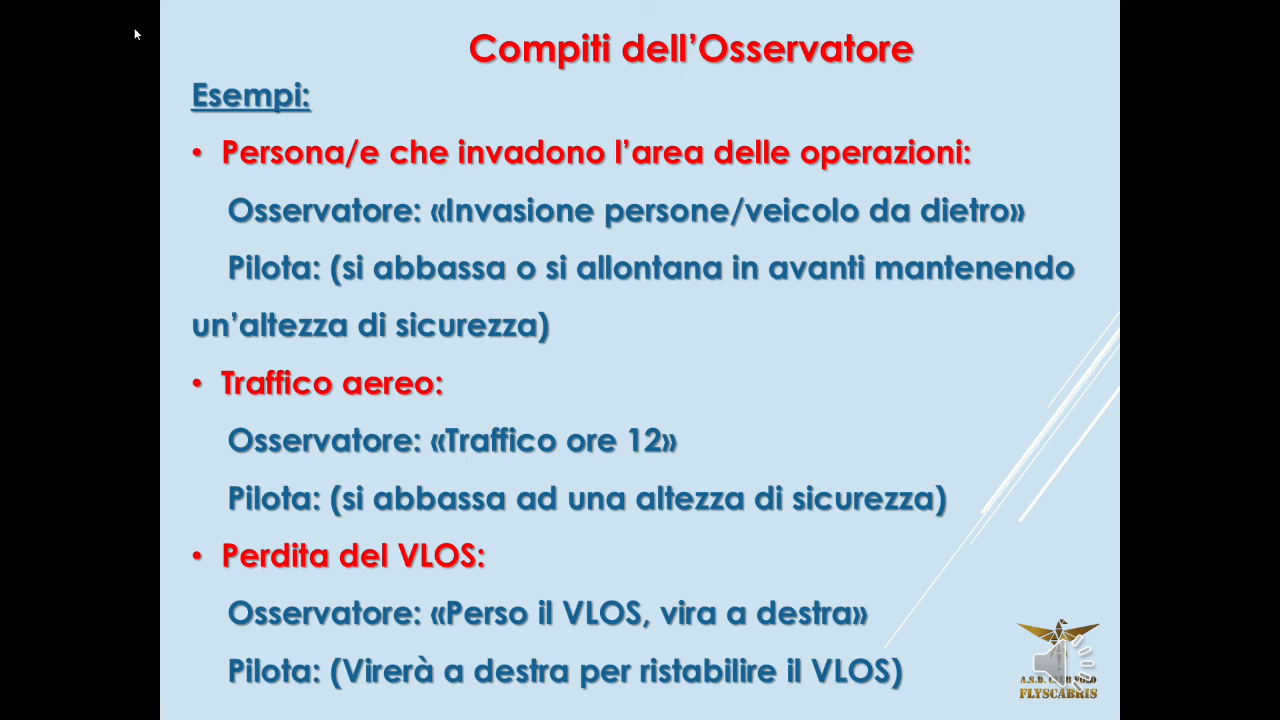 Compiti dell’Osservatore
Esempi:
• Persona/e che invadono l’area delle operazioni:
Osservatore: «Invasione persone/veicolo da dietro»
Pilota: (si abbassa o si allontana in avanti mantenendo
un’altezza di sicurezza)
• Traffico aereo:
Osservatore: «Traffico ore 12»
Pilota: (si abbassa ad una altezza di sicurezza)
• Perdita del VLOS:
Osservatore: «Perso il VLOS, vira a destra»
Pilota: (Virerà a destra per ristabilire il VLOS)
FLYSCABRIS